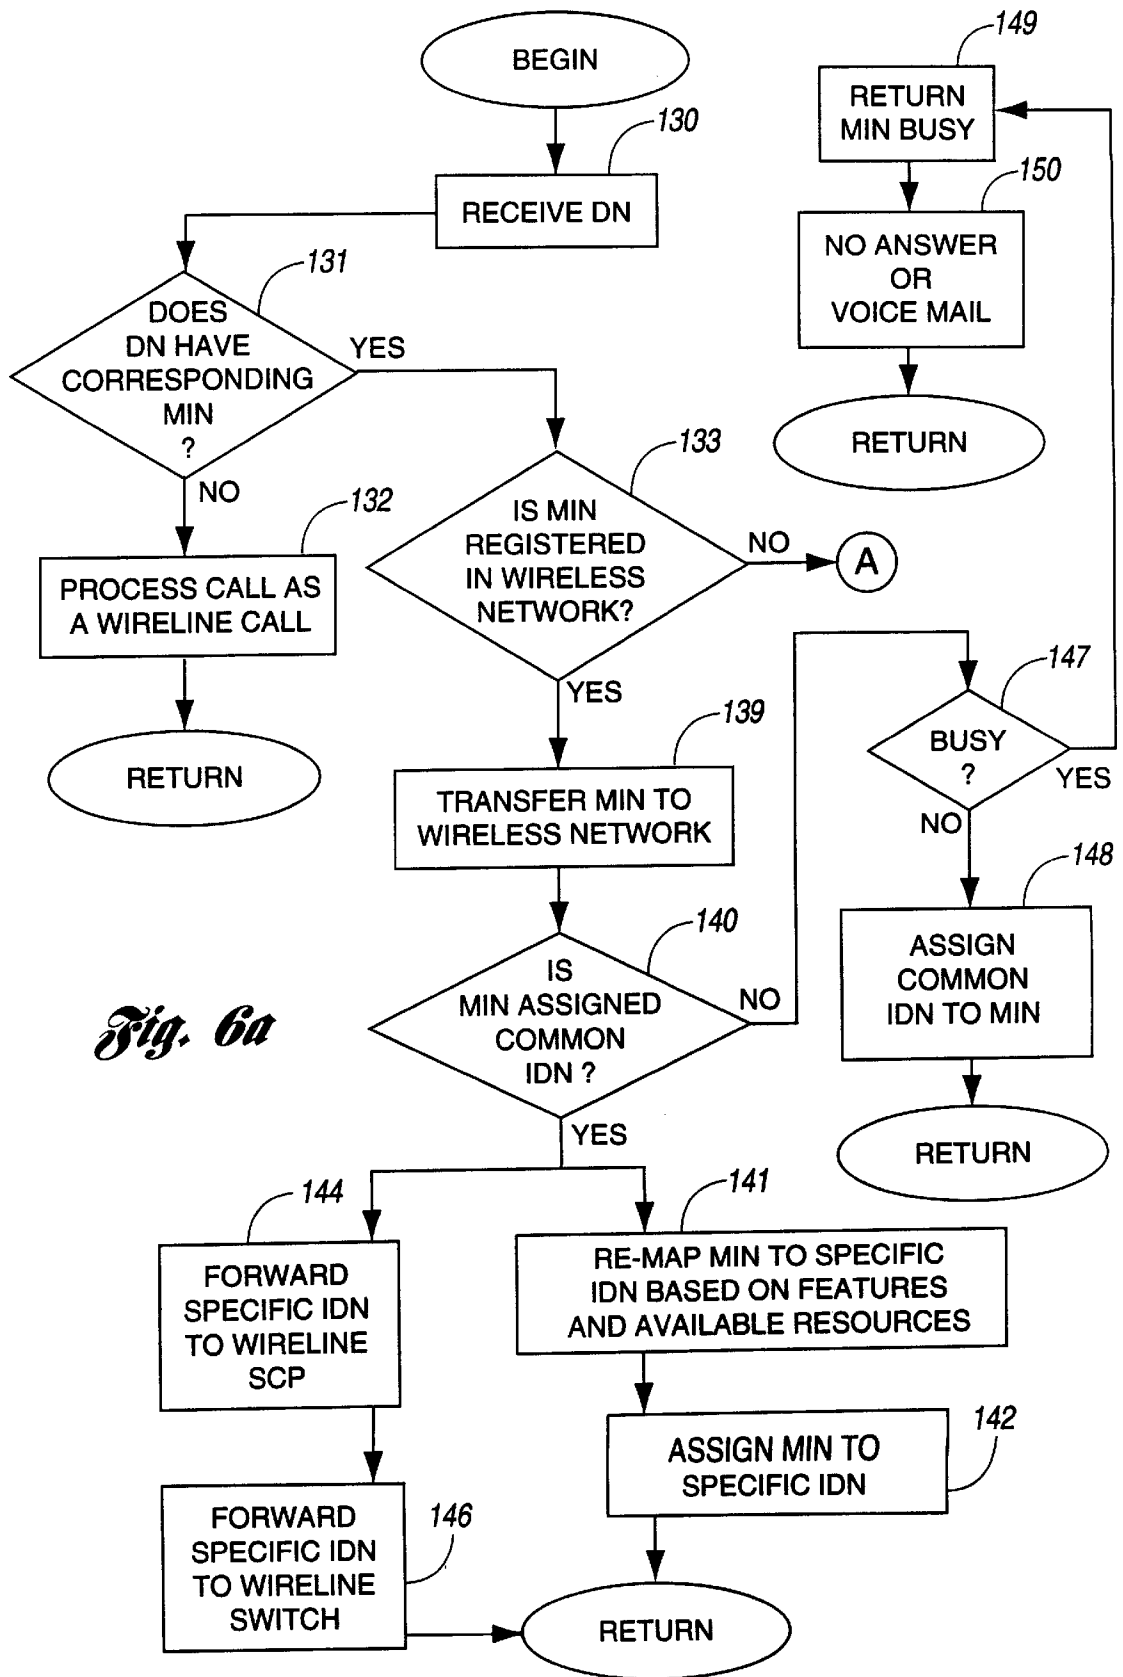 BEGIN
130
RECEIVE DN
131
DOES
DN HAVE
CORRESPONDING
MIN
?
YES
NO
132
PROCESS CALL AS
A WIRELINE CALL
RETURN
133
IS MIN
REGISTERED
IN WIRELESS
NETWORK?
NO
A
YES
139
TRANSFER MIN TO
WIRELESS NETWORK
140
IS
MIN ASSIGNED
COMMON
IDN ?
NO
YES
144
FORWARD
SPECIFIC IDN
TO WIRELINE
SCP
146
FORWARD
SPECIFIC IDN
TO WIRELINE
SWITCH
141
RE-MAP MIN TO SPECIFIC
IDN BASED ON FEATURES
AND AVAILABLE RESOURCES
142
ASSIGN MIN TO
SPECIFIC IDN
RETURN
147
BUSY
?
YES
NO
148
ASSIGN
COMMON
IDN TO MIN
RETURN
149
RETURN
MIN BUSY
150
NO ANSWER
OR
VOICE MAIL
RETURN
Fig. 6a